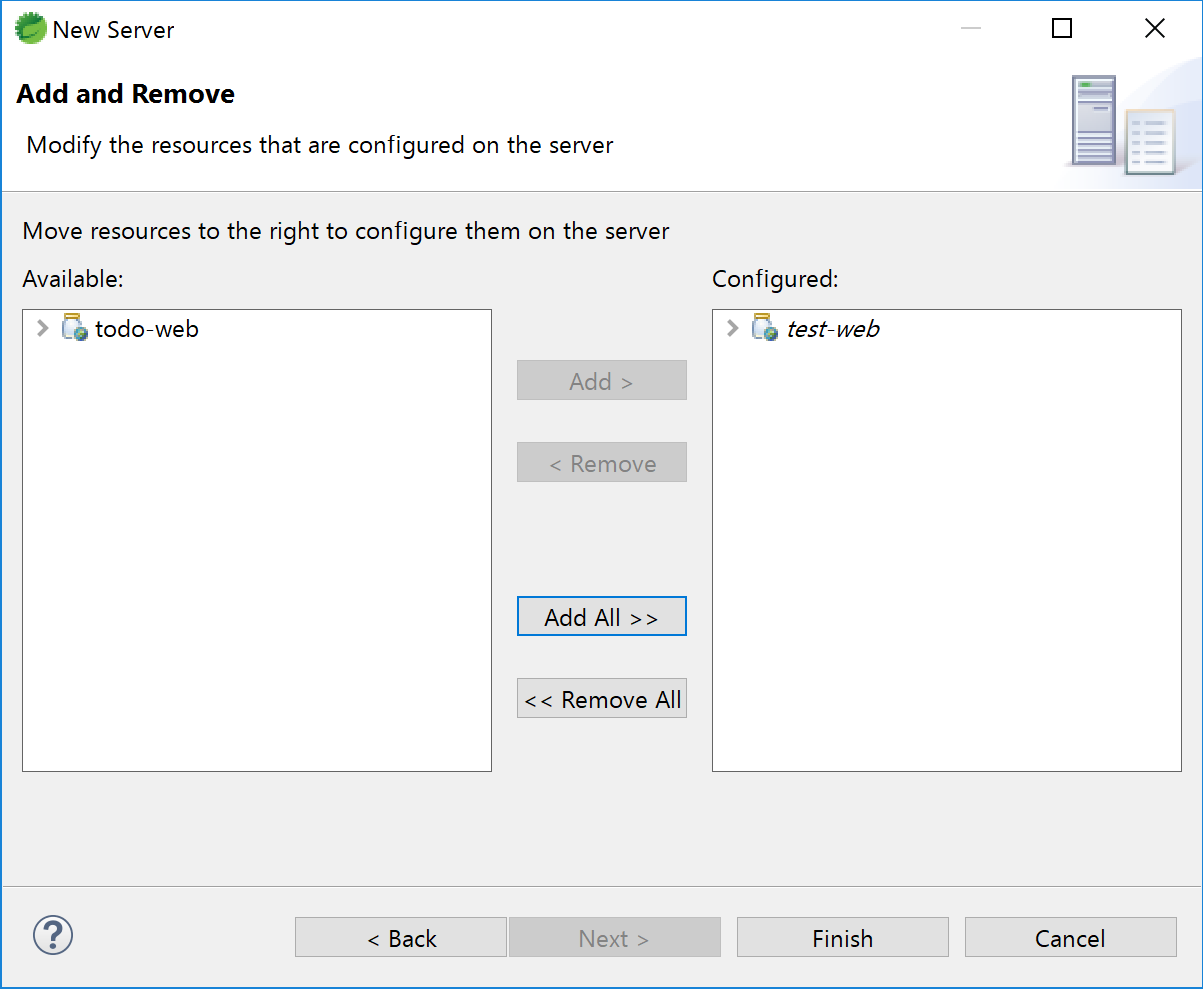 New Server
Add and Remove
Modify the resources that are configured on the server
Move resources to the right to configure them on the server
Available:
Configured:
todo-web
test-web
Add >
< Remove
Add All >>
<< Remove All
?
< Back
Next >
Finish
Cancel